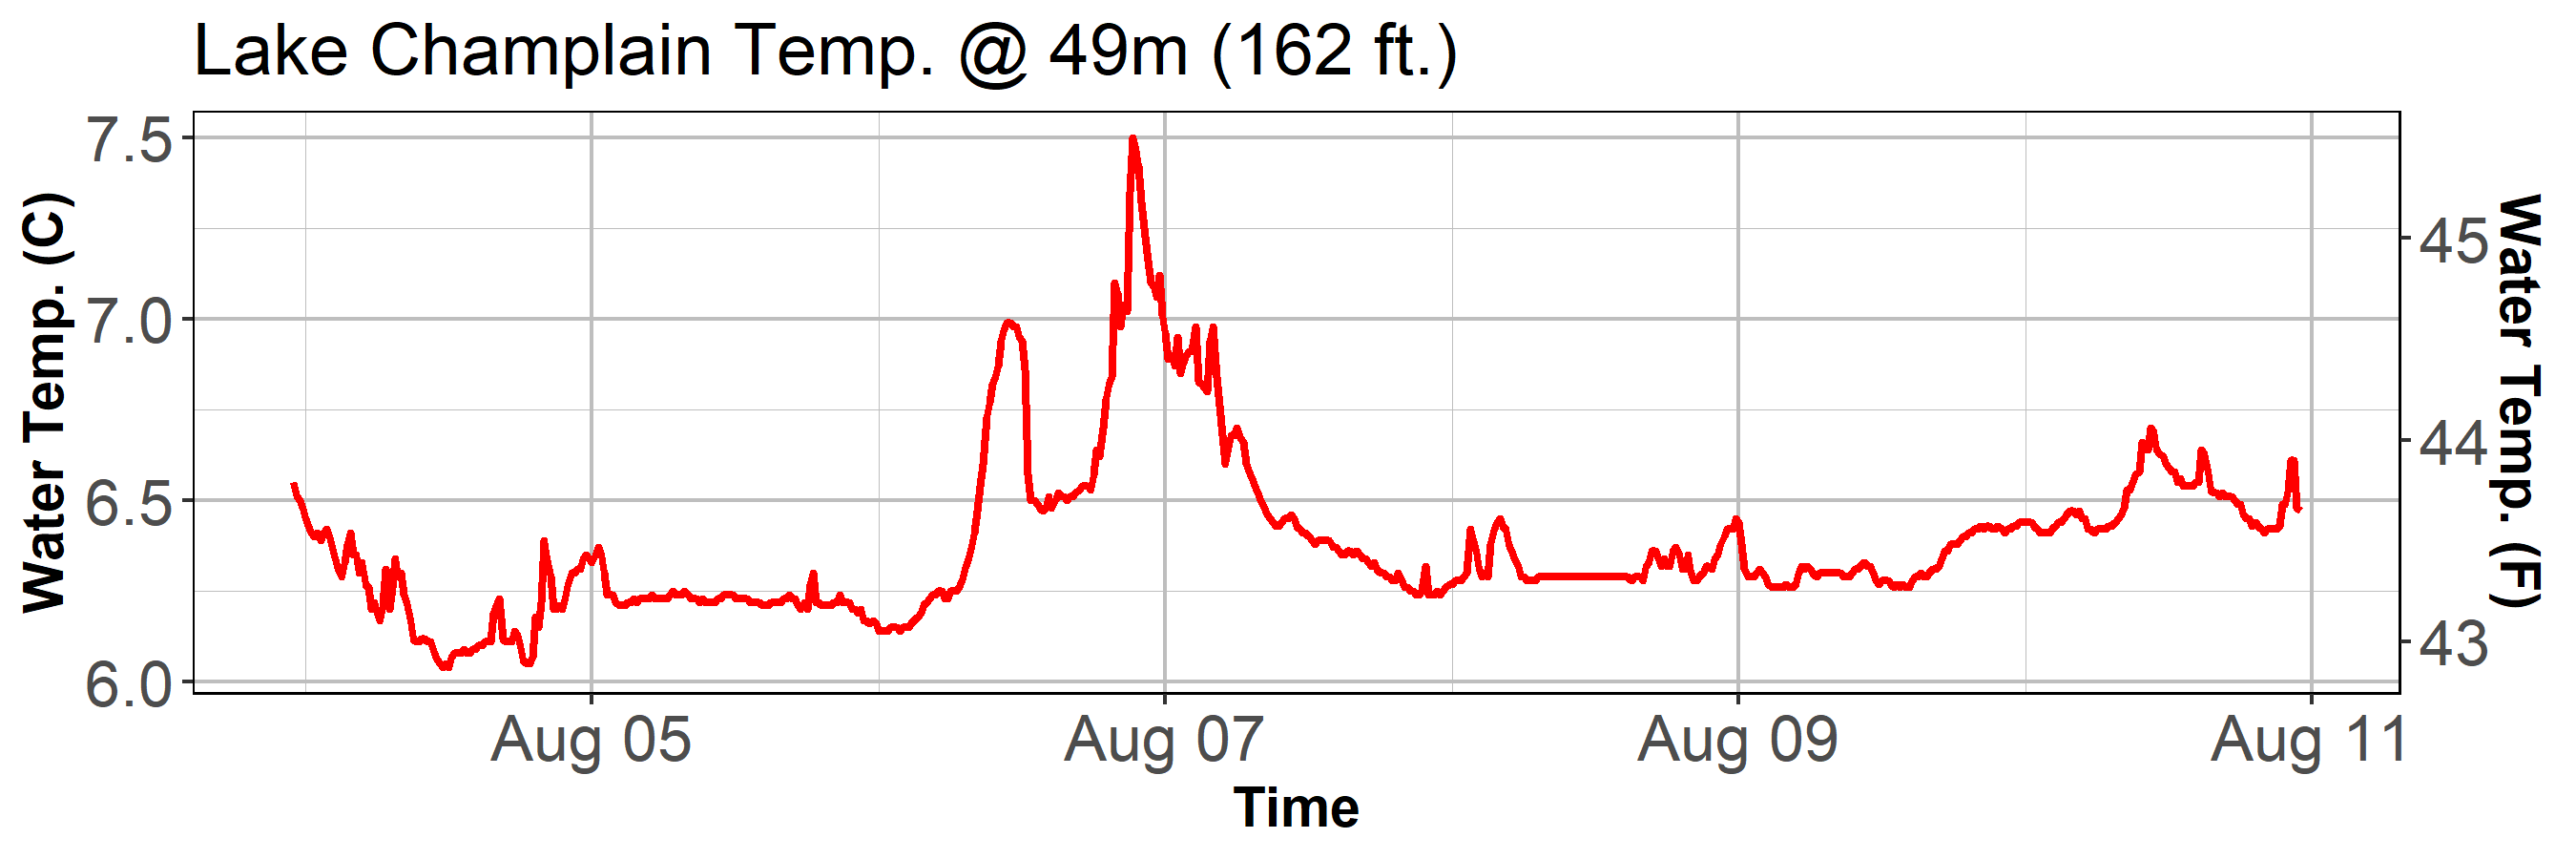 Lake Champlain Temp. @ 49m (162 ft.)
Water Temp. (C)
7.5
7.0
6.5
6.0
45
44
43
Water Temp. (F)
Aug 05 Aug 07 Aug 09 Aug 11
Time